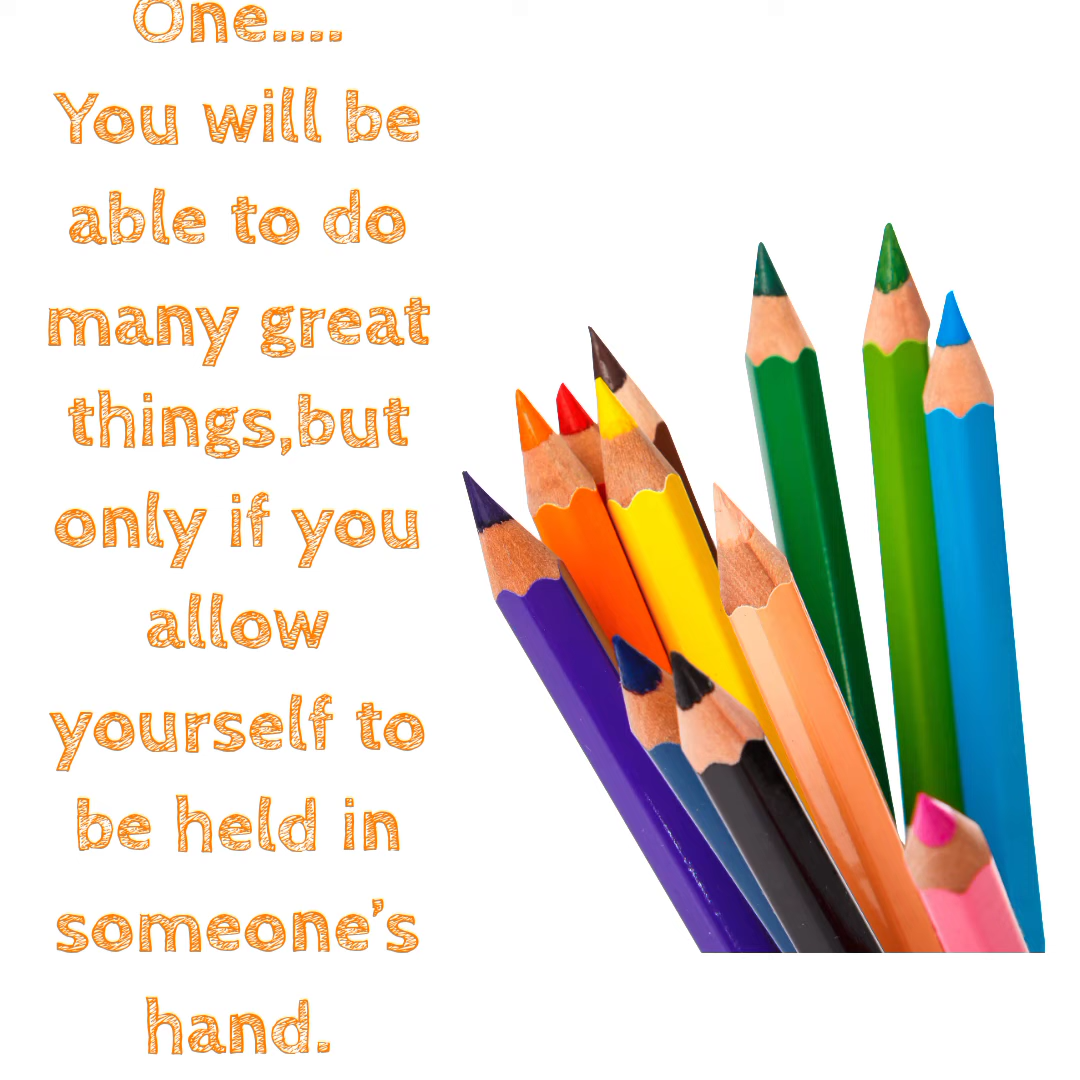 One....
You will be
able to do
many great
things,but
only if you
allow
yourself to
be held in
someone's
hand.